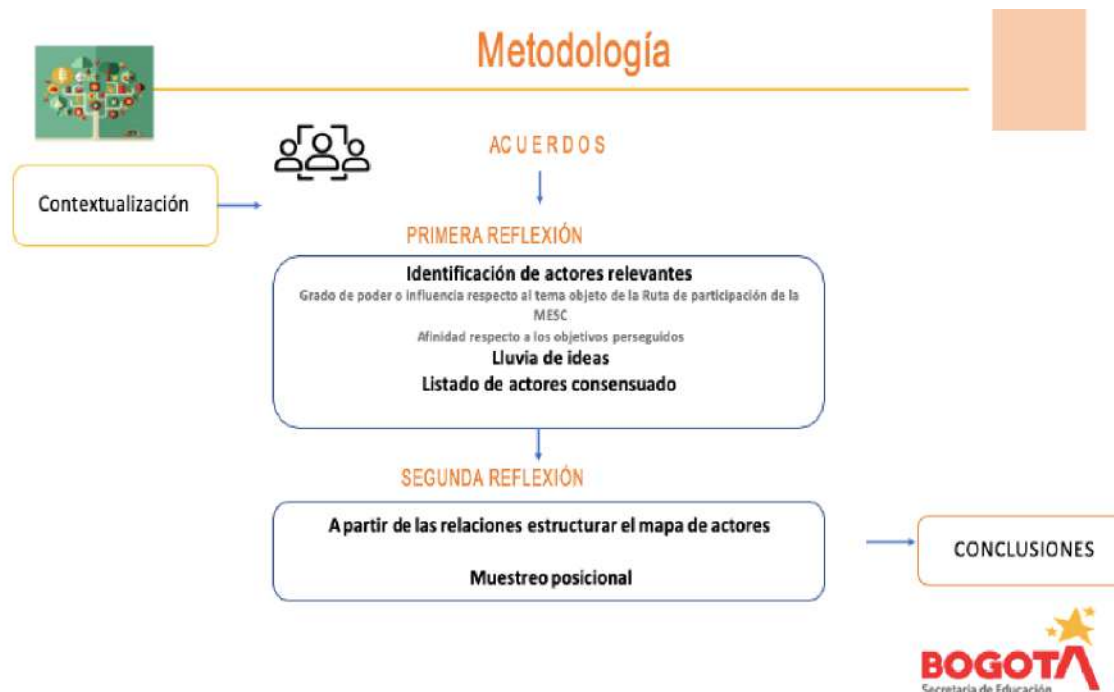 Metodología
ACUERDOS
Contextualización
PRIMERA REFLEXIÓN
Identificación de actores relevantes
Grado de poder o influencia respecto al tema objeto de la Ruta de participación de la
MESC
Afinidad respecto a los objetivos perseguidos
Lluvia de ideas
Listado de actores consensuado
SEGUNDA REFLEXIÓN
A partir de las relaciones estructurar el mapa de actores
Muestreo posicional
CONCLUSIONES
BOGOTA
Secretaria de Educación